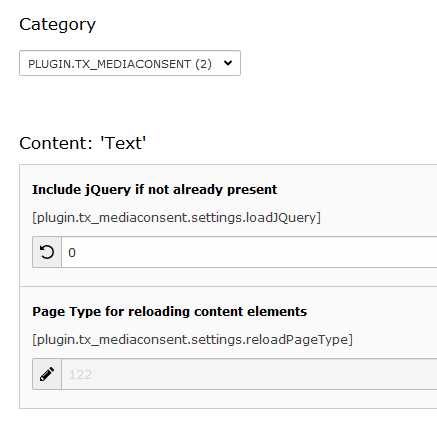 Category
PLUGIN.TX_MEDIACONSENT (2)
Content: 'Text'
Include jQuery if not already present
[plugin.tx_mediaconsent.settings.loadJQuery]
0
Page Type for reloading content elements
[plugin.tx_mediaconsent.settings.reloadPageType]
122